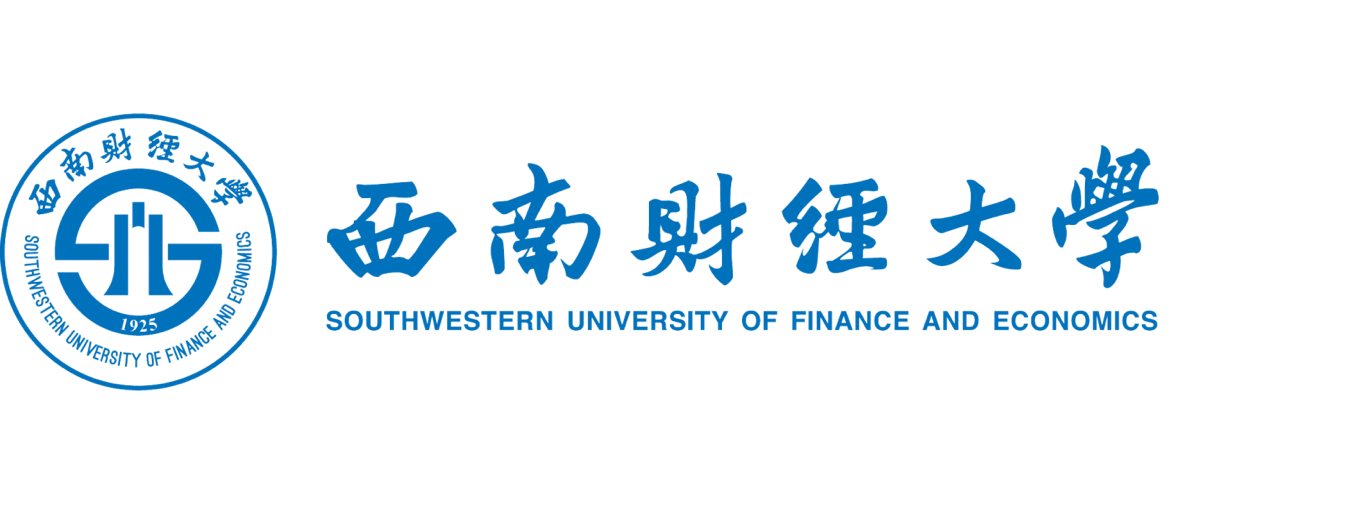 西南財經大學
1925
SOUTHWESTERN UNIVERSITY OF FINANCE AND ECONOMICS
西南財經大學
SOUTHWESTERN UNIVERSITY OF FINANCE AND ECONOMICS